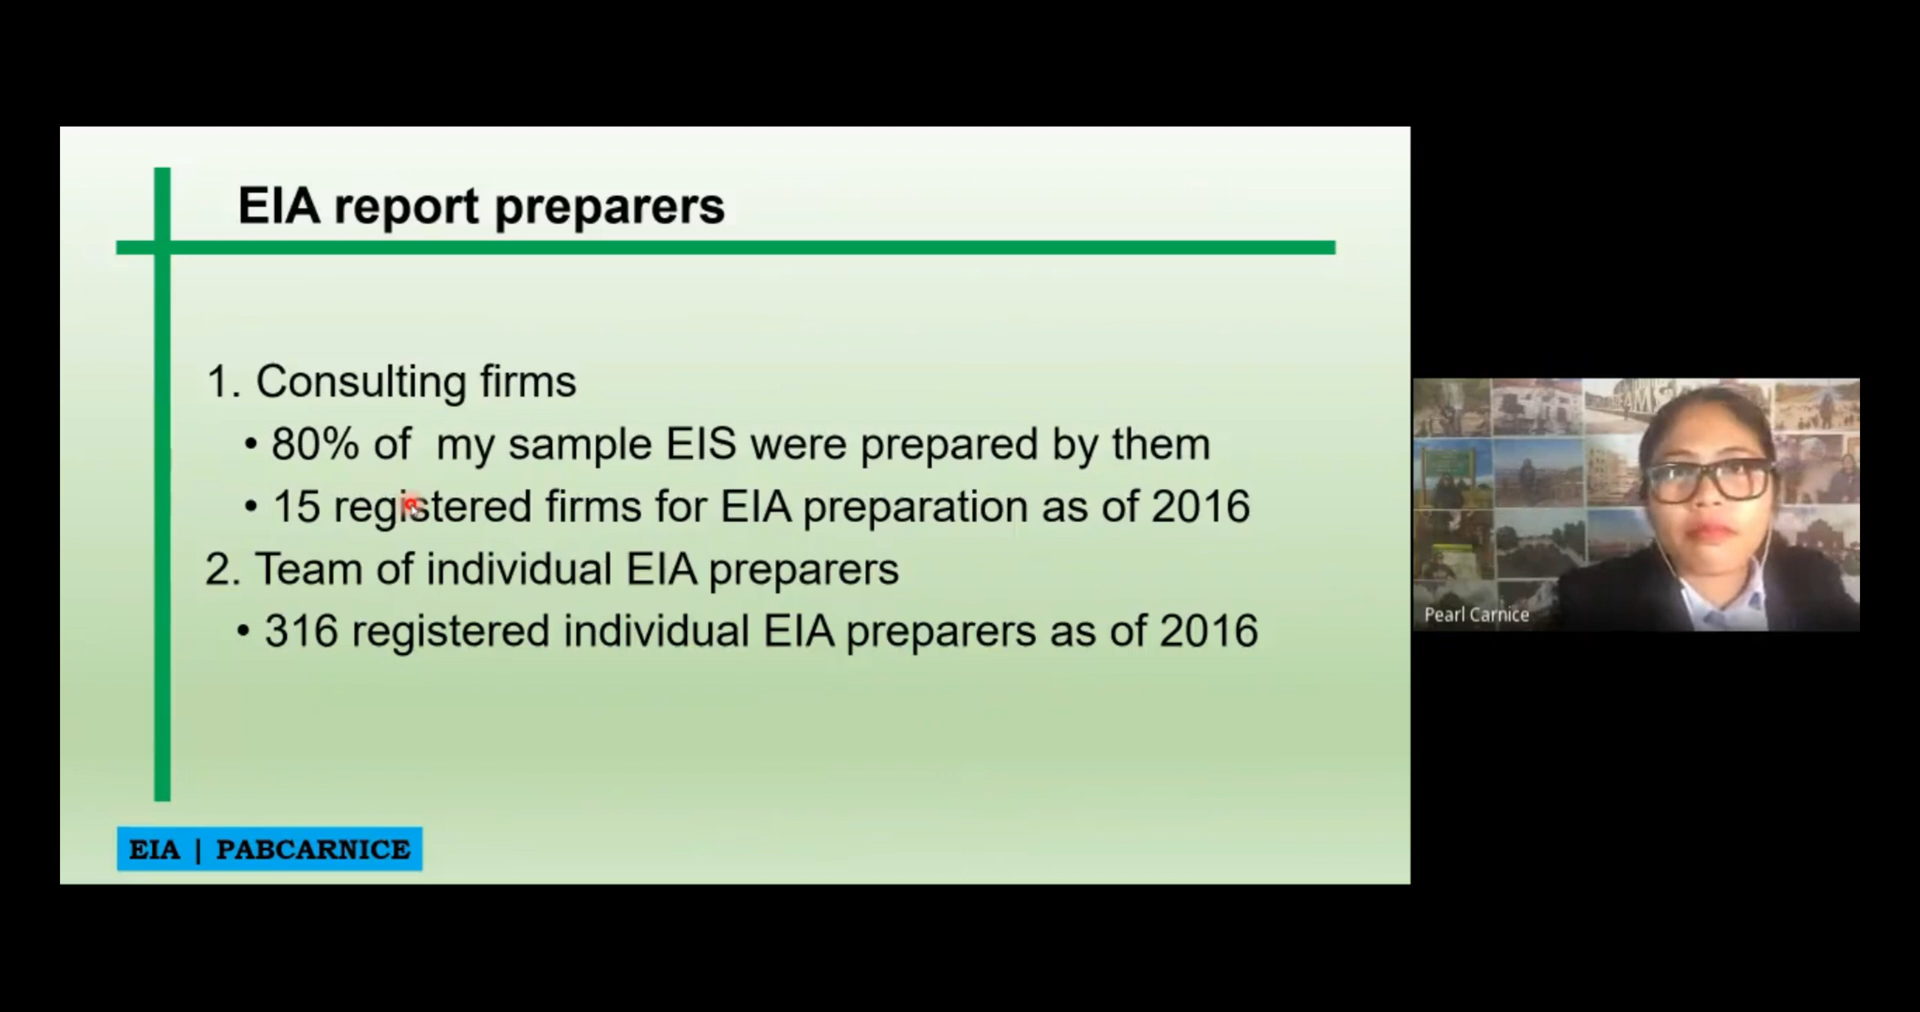 EIA report preparers
1. Consulting firms
• 80% of my sample EIS were prepared by them
• 15 registered firms for EIA preparation as of 2016
2. Team of individual EIA preparers
• 316 registered individual EIA preparers as of 2016
EIA | PABCARNICE
Pearl Carnice